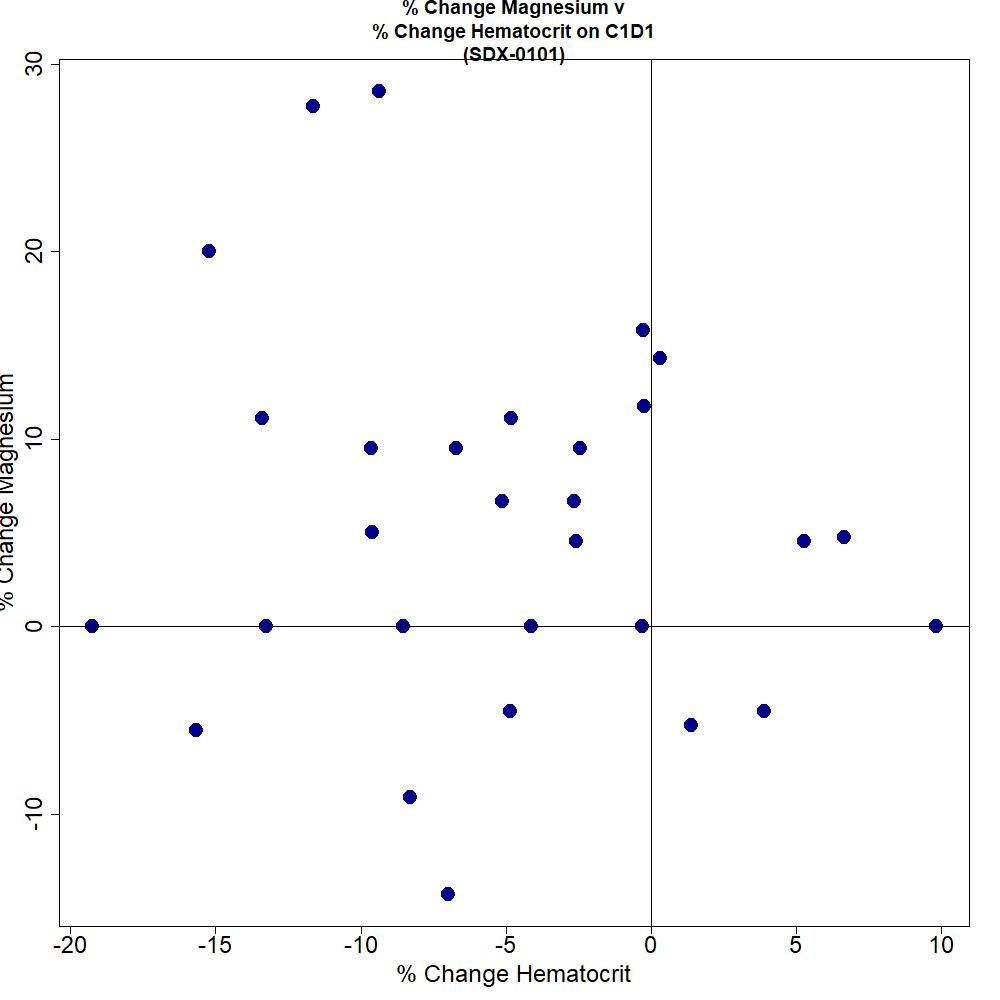 % Change Magnesium v
% Change Hematocrit on C1D1
(SDX-0101)
30
20
10
0
-10
% Change Magnesium
-20 -15 -10 -5 0 5 10
% Change Hematocrit